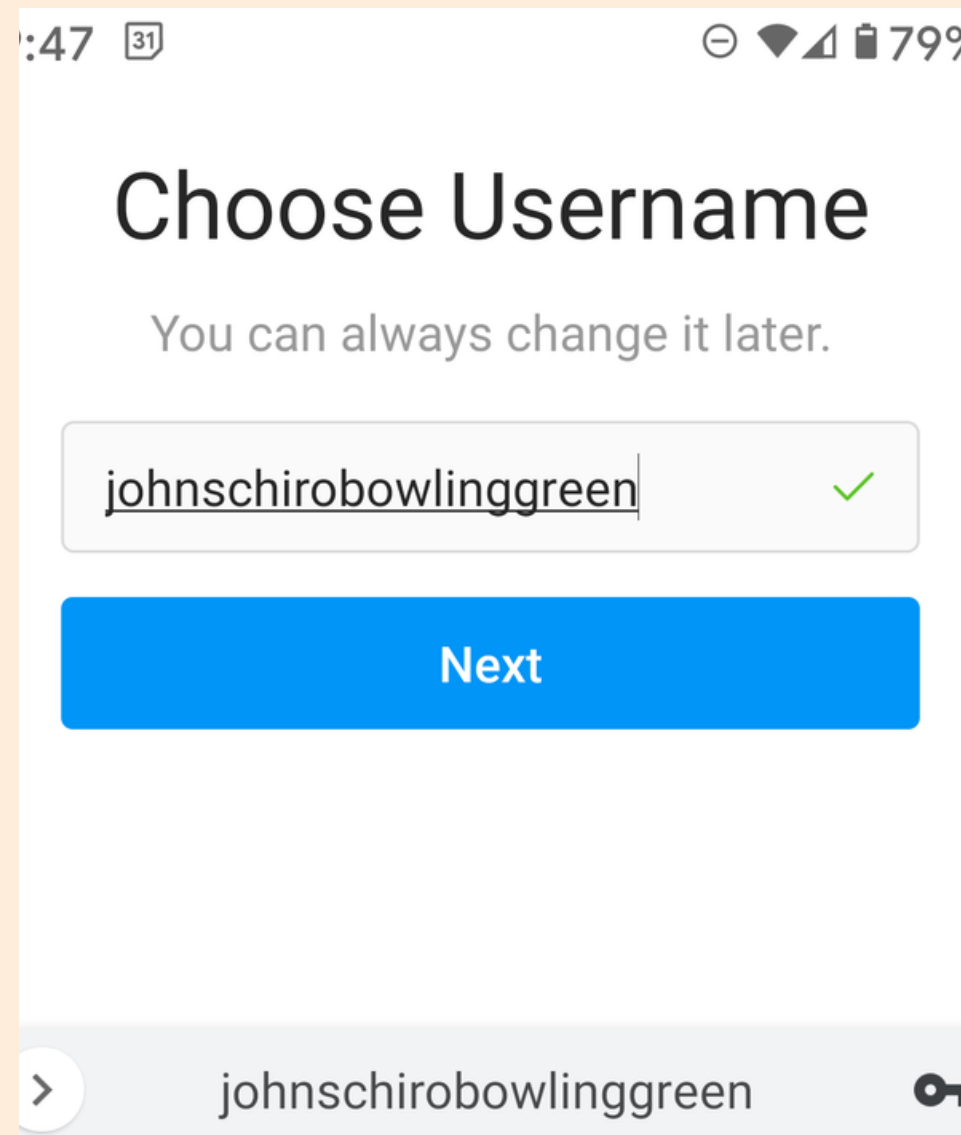 :47 31 79%
Choose Username
You can always change it later.
johnschirobowlinggreen
Next
johnschirobowlinggreen